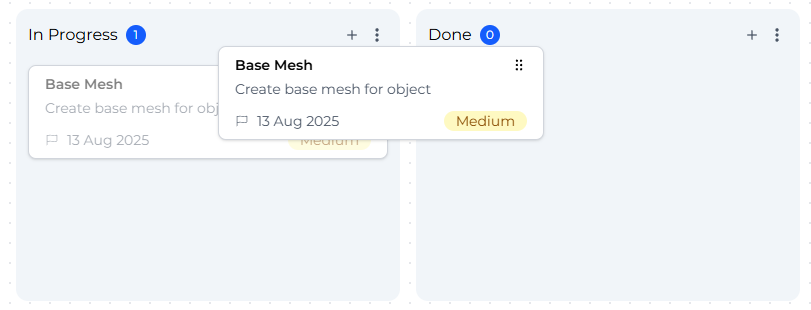 In Progress 1
Done 0
Base Mesh
Create base mesh for obj
13 Aug 2025
Medium
Base Mesh
Create base mesh for object
13 Aug 2025
Medium